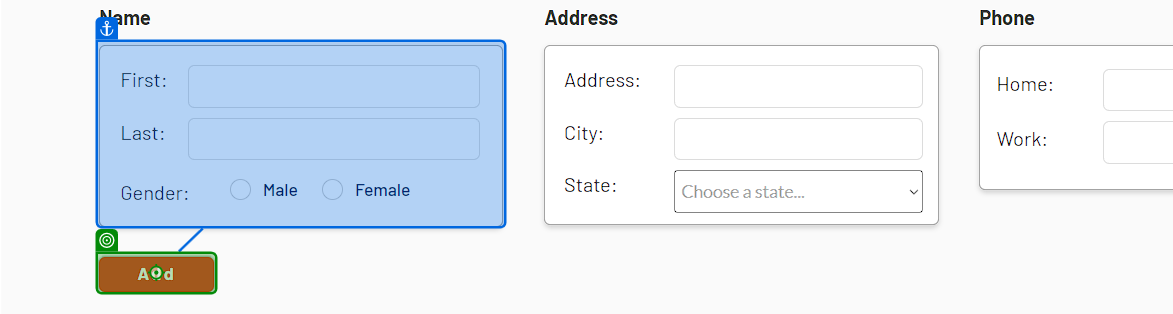 Name
First:
Last:
Gender: Male Female
Add
Address
Address:
City:
State: Choose a state...
Phone
Home:
Work: